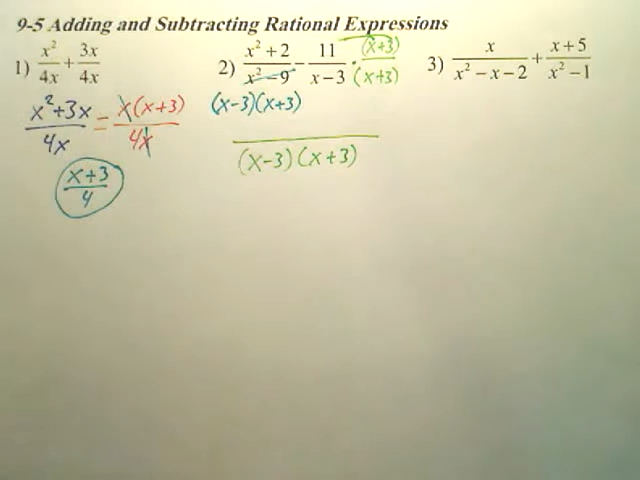 9-5 Adding and Subtracting Rational Expressions
1) x²/4x + 3x/4x
x²+3x/4x = x(x+3)/4x
x+3/4
2) x²+2/x²-9 - 11/x-3 · (x+3)/(x+3)
(x-3)(x+3)
(x-3)(x+3)
3) x/x²-x-2 + x+5/x²-1